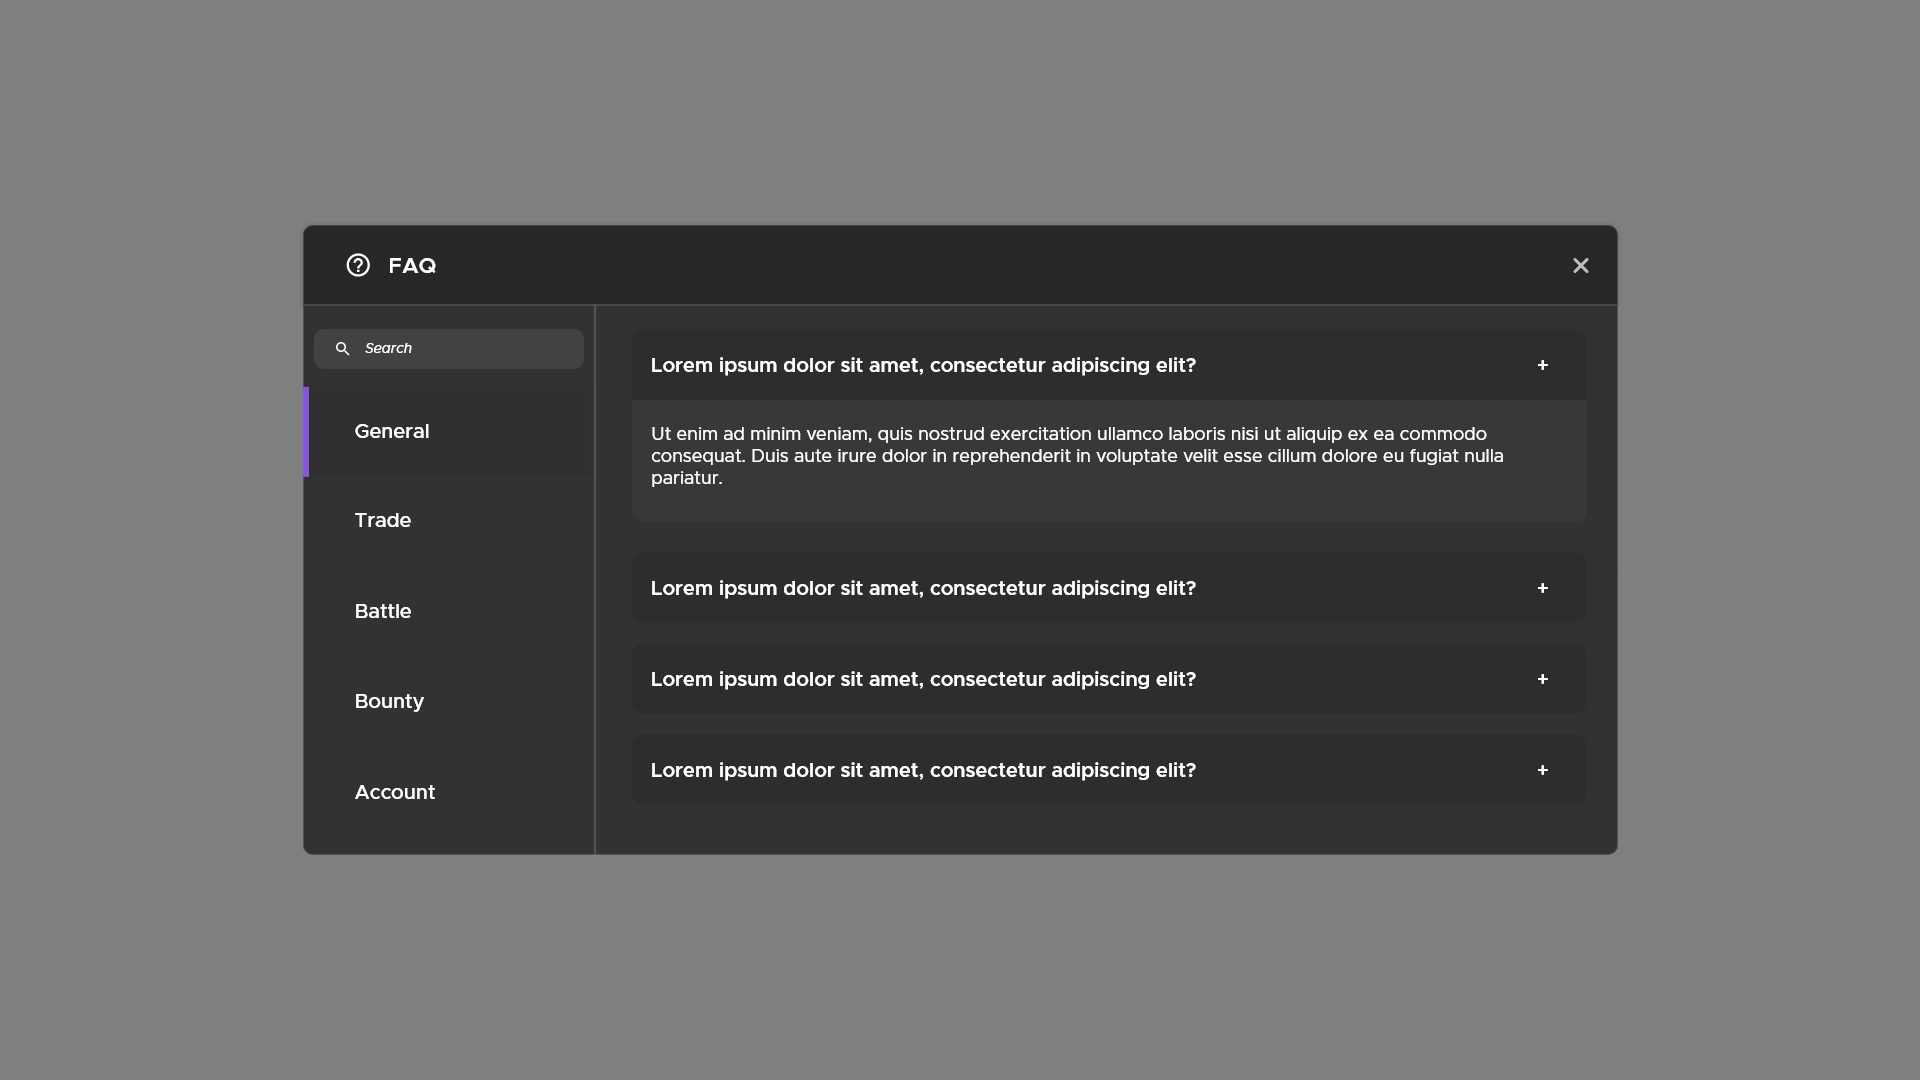 FAQ
Search
General
Trade
Battle
Bounty
Account
Lorem ipsum dolor sit amet, consectetur adipiscing elit? +
Ut enim ad minim veniam, quis nostrud exercitation ullamco laboris nisi ut aliquip ex ea commodo
consequat. Duis aute irure dolor in reprehenderit in voluptate velit esse cillum dolore eu fugiat nulla
pariatur.
Lorem ipsum dolor sit amet, consectetur adipiscing elit? +
Lorem ipsum dolor sit amet, consectetur adipiscing elit? +
Lorem ipsum dolor sit amet, consectetur adipiscing elit? +